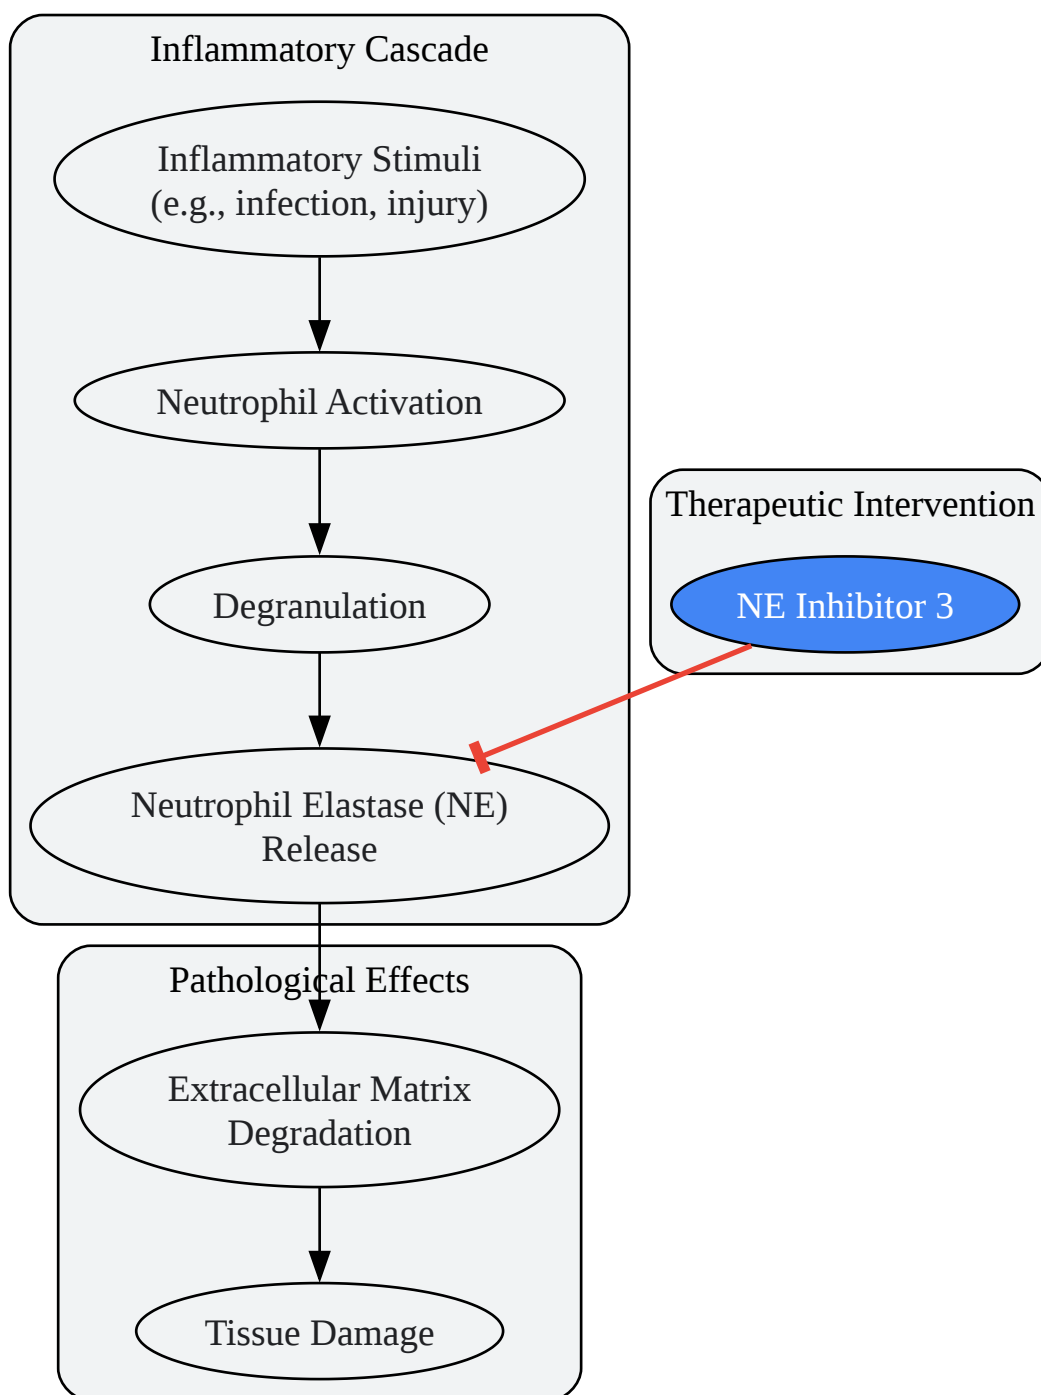 Inflammatory Cascade
Inflammatory Stimuli
(e.g., infection, injury)
Neutrophil Activation
Therapeutic Intervention
Degranulation
NE Inhibitor 3
Neutrophil Elastase (NE)
Release
Pathological Effects
Extracellular Matrix
Degradation
Tissue Damage